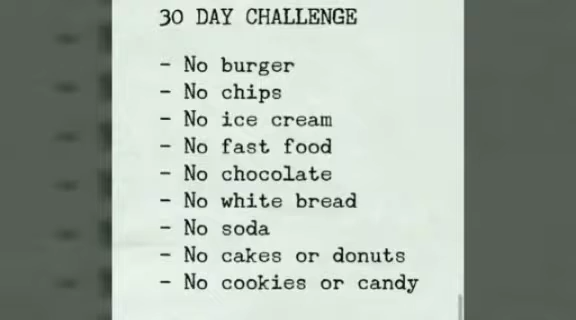 30 DAY CHALLENGE
- No burger
- No chips
- No ice cream
- No fast food
- No chocolate
- No white bread
- No soda
- No cakes or donuts
- No cookies or candy